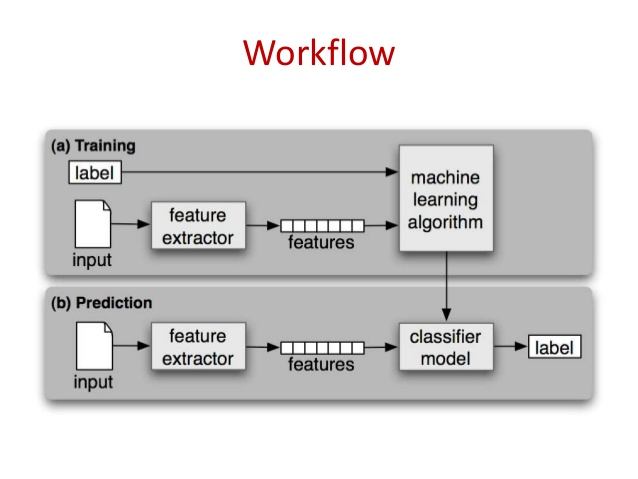 Workflow
(a) Training
label
machine
learning
algorithm
feature
extractor
features
input
(b) Prediction
feature
extractor
features
classifier
model
label
input